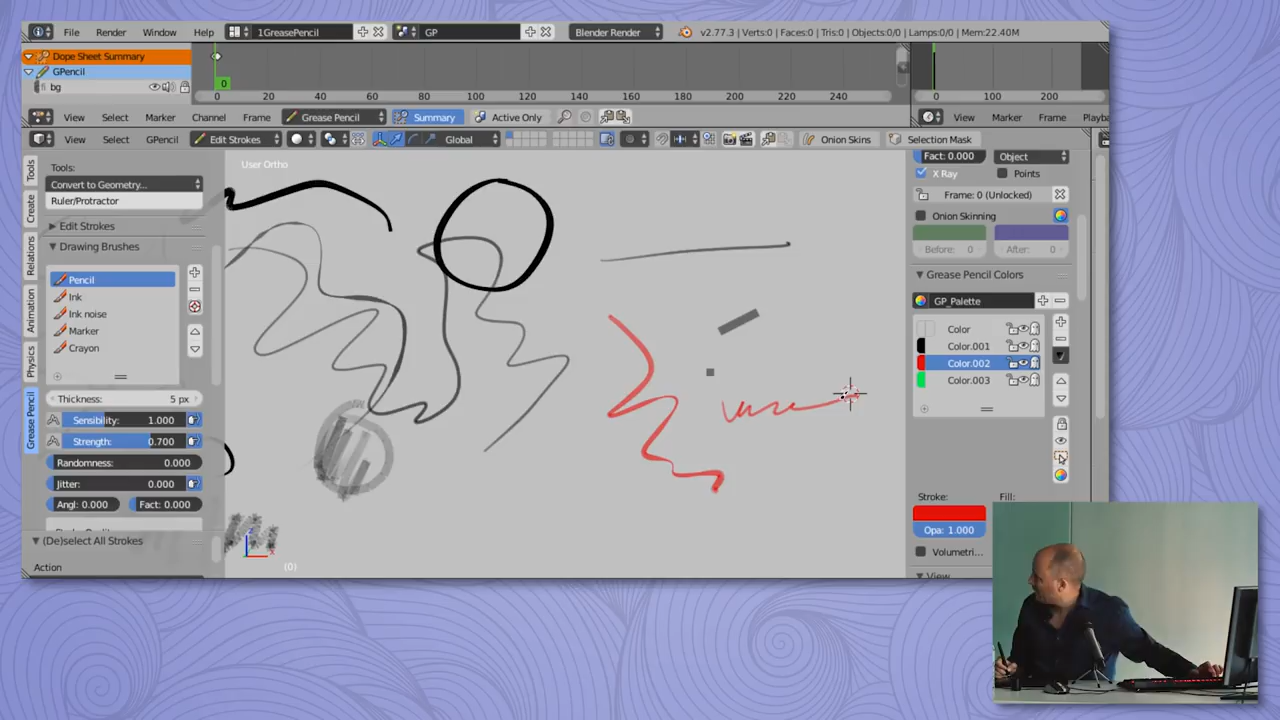 File Render Window Help 1GreasePencil GP Blender Render v2.77.3 | Verts:0 | Faces:0 | Tris:0 | Objects:0/0 | Lamps:0/0 | Mem:22.40M
Dope Sheet Summary
GPencil
bg
0
0 20 40 60 80 100 120 140 160 180 200 220 240 0 100 200
View Select Marker Channel Frame Grease Pencil Summary Active Only View Marker Frame Playba
View Select GPencil Edit Strokes Global Onion Skins Selection Mask
Tools
Create
Relations
Animation
Physics
Grease Pencil
Tools:
Convert to Geometry...
Ruler/Protractor
Edit Strokes
Drawing Brushes
Pencil
Ink
Ink noise
Marker
Crayon
Thickness: 5 px
Sensibility: 1.000
Strength: 0.700
Randomness: 0.000
Jitter: 0.000
Angl: 0.000 Fact: 0.000
(De)select All Strokes
Action
User Ortho
(0)
Fact: 0.000 Object
X Ray Points
Frame: 0 (Unlocked)
Onion Skinning
Before: 0 After: 0
Grease Pencil Colors
GP_Palette
Color
Color.001
Color.002
Color.003
Stroke: Fill:
Opa: 1.000
Volumetri...
View